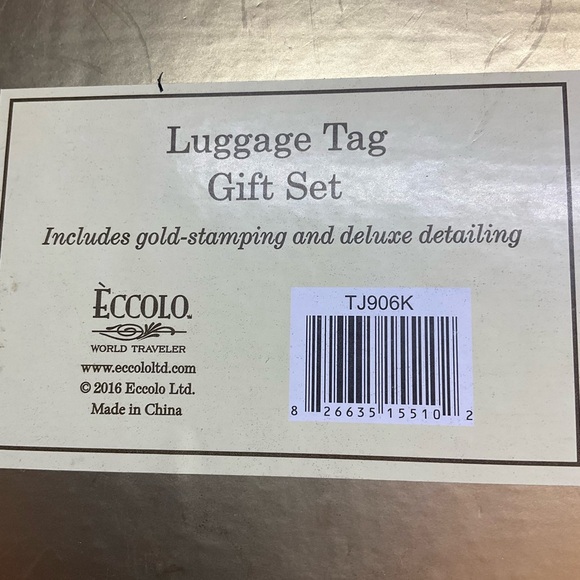 Luggage Tag
Gift Set
Includes gold-stamping and deluxe detailing
ÈCCOLO™
WORLD TRAVELER
www.eccololtd.com
© 2016 Eccolo Ltd.
Made in China
TJ906K
8 26635 15510 2